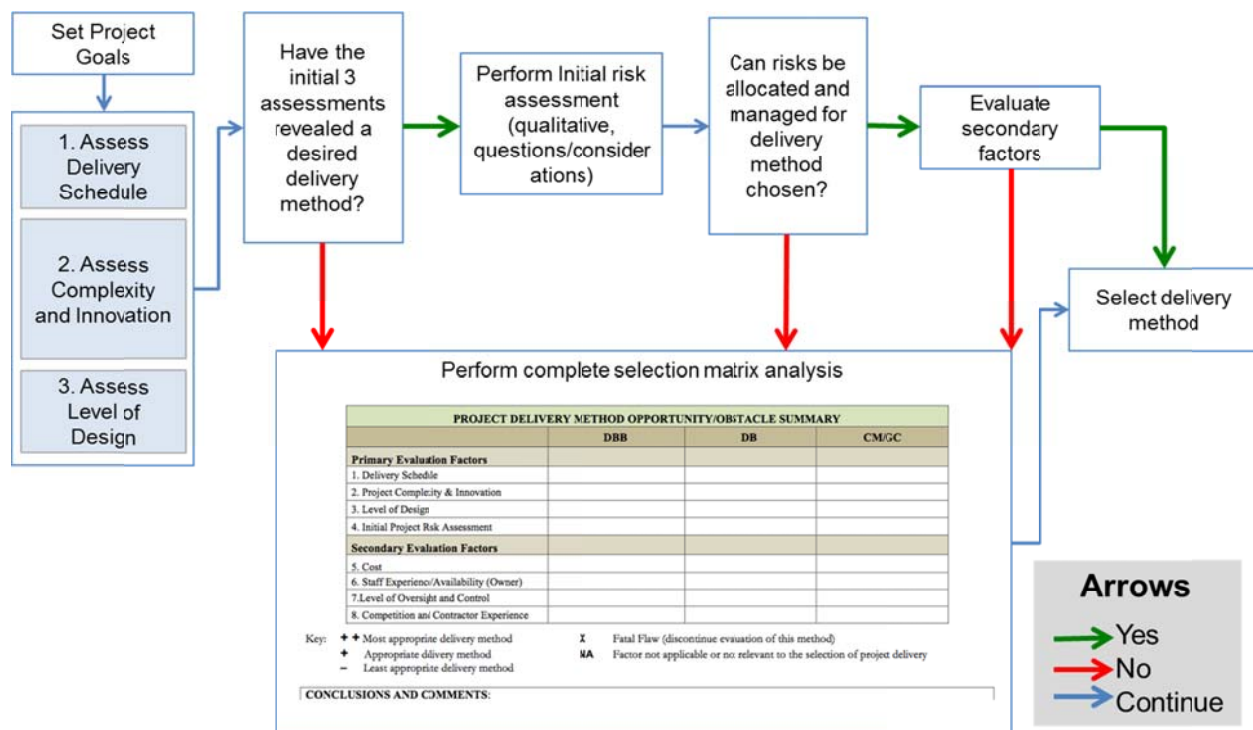 Set Project
Goals
1. Assess
Delivery
Schedule
2. Assess
Complexity
and Innovation
3. Assess
Level of
Design
Have the
initial 3
assessments
revealed a
desired
delivery
method?
Perform Initial risk
assessment
(qualitative,
questions/consider
ations)
Can risks be
allocated and
managed for
delivery
method
chosen?
Evaluate
secondary
factors
Select delivery
method
Perform complete selection matrix analysis
PROJECT DELIVERY METHOD OPPORTUNITY/OBSTACLE SUMMARY
DBB DB CM/GC
Primary Evaluation Factors
1. Delivery Schedule
2. Project Complexity & Innovation
3. Level of Design
4. Initial Project Risk Assessment
Secondary Evaluation Factors
5. Cost
6. Staff Experience/Availability (Owner)
7.Level of Oversight and Control
8. Competition and Contractor Experience
Key: + + Most appropriate delivery method X Fatal Flaw (discontinue evaluation of this method)
+ Appropriate delivery method NA Factor not applicable or not relevant to the selection of project delivery
– Least appropriate delivery method
CONCLUSIONS AND COMMENTS:
Arrows
Yes
No
Continue